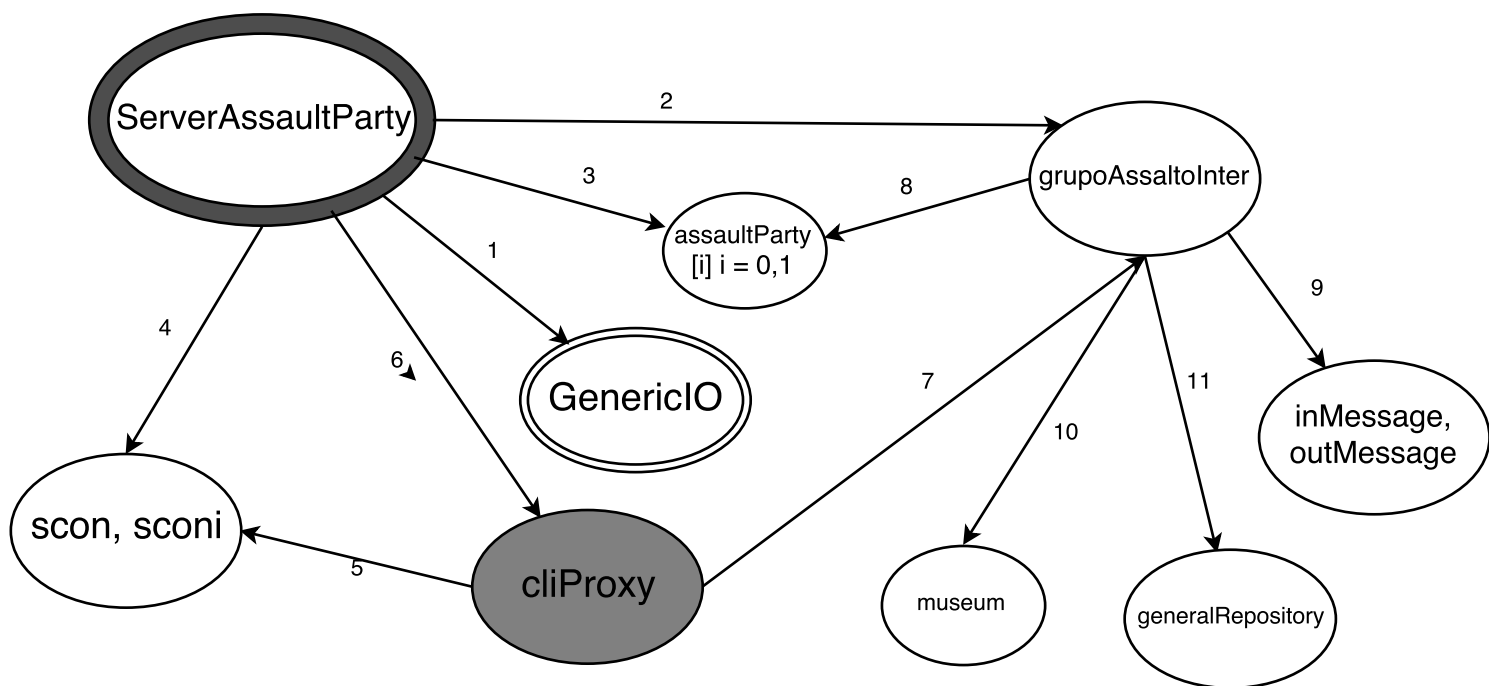 2
ServerAssaultParty
grupoAssaltoInter
3
8
assaultParty
[i] i = 0,1
1
9
4
6
7
11
GenericIO
10
inMessage,
outMessage
scon, sconi
5
cliProxy
museum
generalRepository